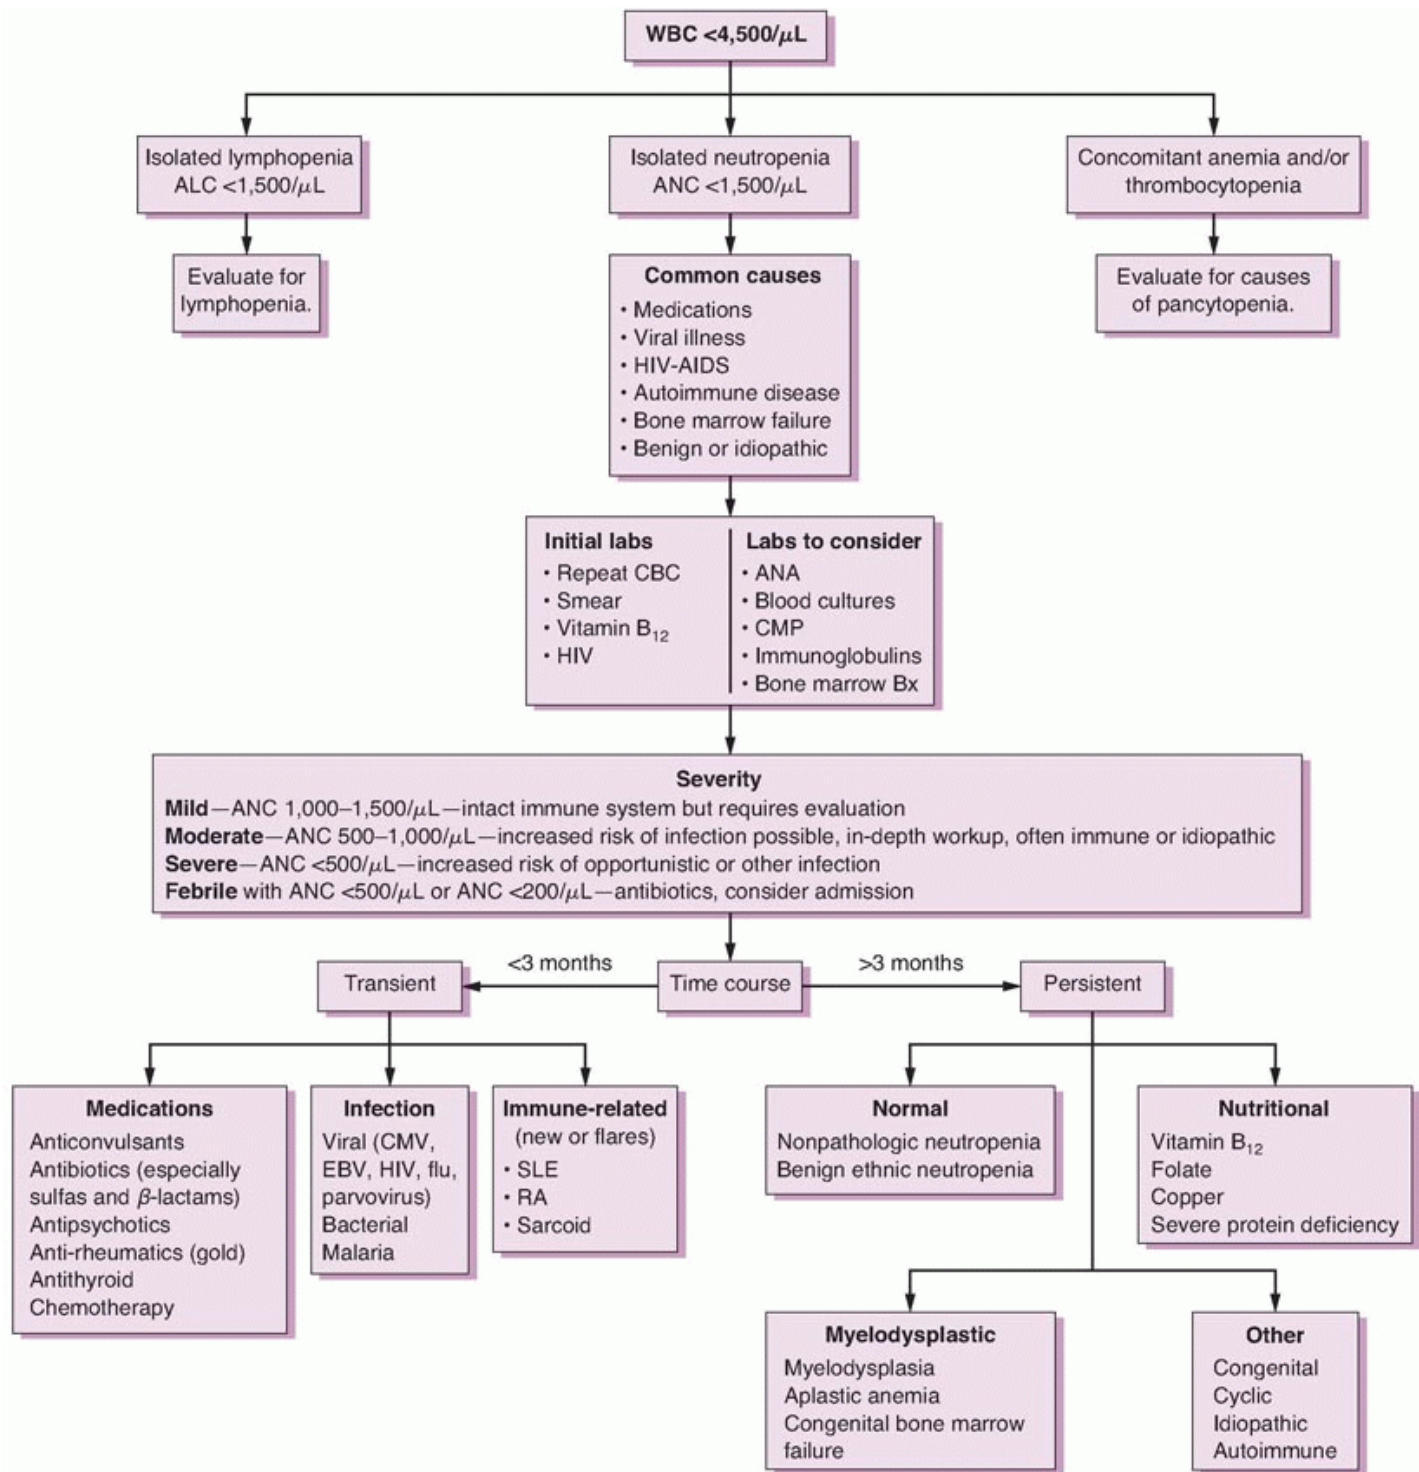 WBC <4,500/μL
Isolated lymphopenia
ALC <1,500/μL
Isolated neutropenia
ANC <1,500/μL
Concomitant anemia and/or
thrombocytopenia
Evaluate for
lymphopenia.
Common causes
• Medications
• Viral illness
• HIV-AIDS
• Autoimmune disease
• Bone marrow failure
• Benign or idiopathic
Evaluate for causes
of pancytopenia.
Initial labs
• Repeat CBC
• Smear
• Vitamin B₁₂
• HIV
Labs to consider
• ANA
• Blood cultures
• CMP
• Immunoglobulins
• Bone marrow Bx
Severity
Mild—ANC 1,000–1,500/μL—intact immune system but requires evaluation
Moderate—ANC 500–1,000/μL—increased risk of infection possible, in-depth workup, often immune or idiopathic
Severe—ANC <500/μL—increased risk of opportunistic or other infection
Febrile with ANC <500/μL or ANC <200/μL—antibiotics, consider admission
Transient
<3 months
Time course
>3 months
Persistent
Medications
Anticonvulsants
Antibiotics (especially
sulfas and β-lactams)
Antipsychotics
Anti-rheumatics (gold)
Antithyroid
Chemotherapy
Infection
Viral (CMV,
EBV, HIV, flu,
parvovirus)
Bacterial
Malaria
Immune-related
(new or flares)
• SLE
• RA
• Sarcoid
Normal
Nonpathologic neutropenia
Benign ethnic neutropenia
Nutritional
Vitamin B₁₂
Folate
Copper
Severe protein deficiency
Myelodysplastic
Myelodysplasia
Aplastic anemia
Congenital bone marrow
failure
Other
Congenital
Cyclic
Idiopathic
Autoimmune